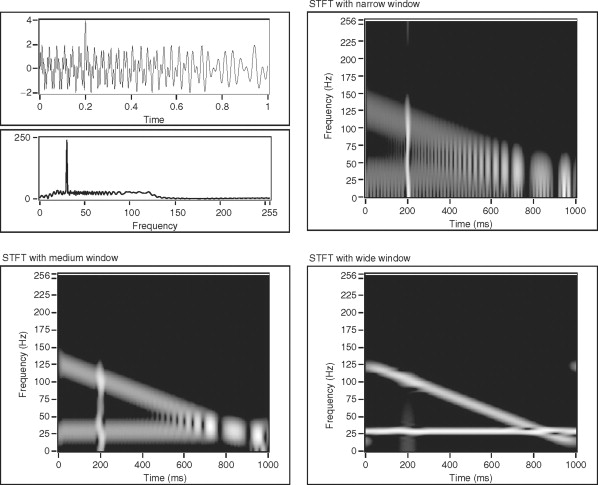 4
2
0
−2
0 0.2 0.4 0.6 0.8 1
Time
250
0
0 50 100 150 200 255
Frequency
STFT with narrow window
256
225
200
175
150
125
100
75
50
25
0
Frequency (Hz)
0 200 400 600 800 1000
Time (ms)
STFT with medium window
256
225
200
175
150
125
100
75
50
25
0
Frequency (Hz)
0 200 400 600 800 1000
Time (ms)
STFT with wide window
256
225
200
175
150
125
100
75
50
25
0
Frequency (Hz)
0 200 400 600 800 1000
Time (ms)